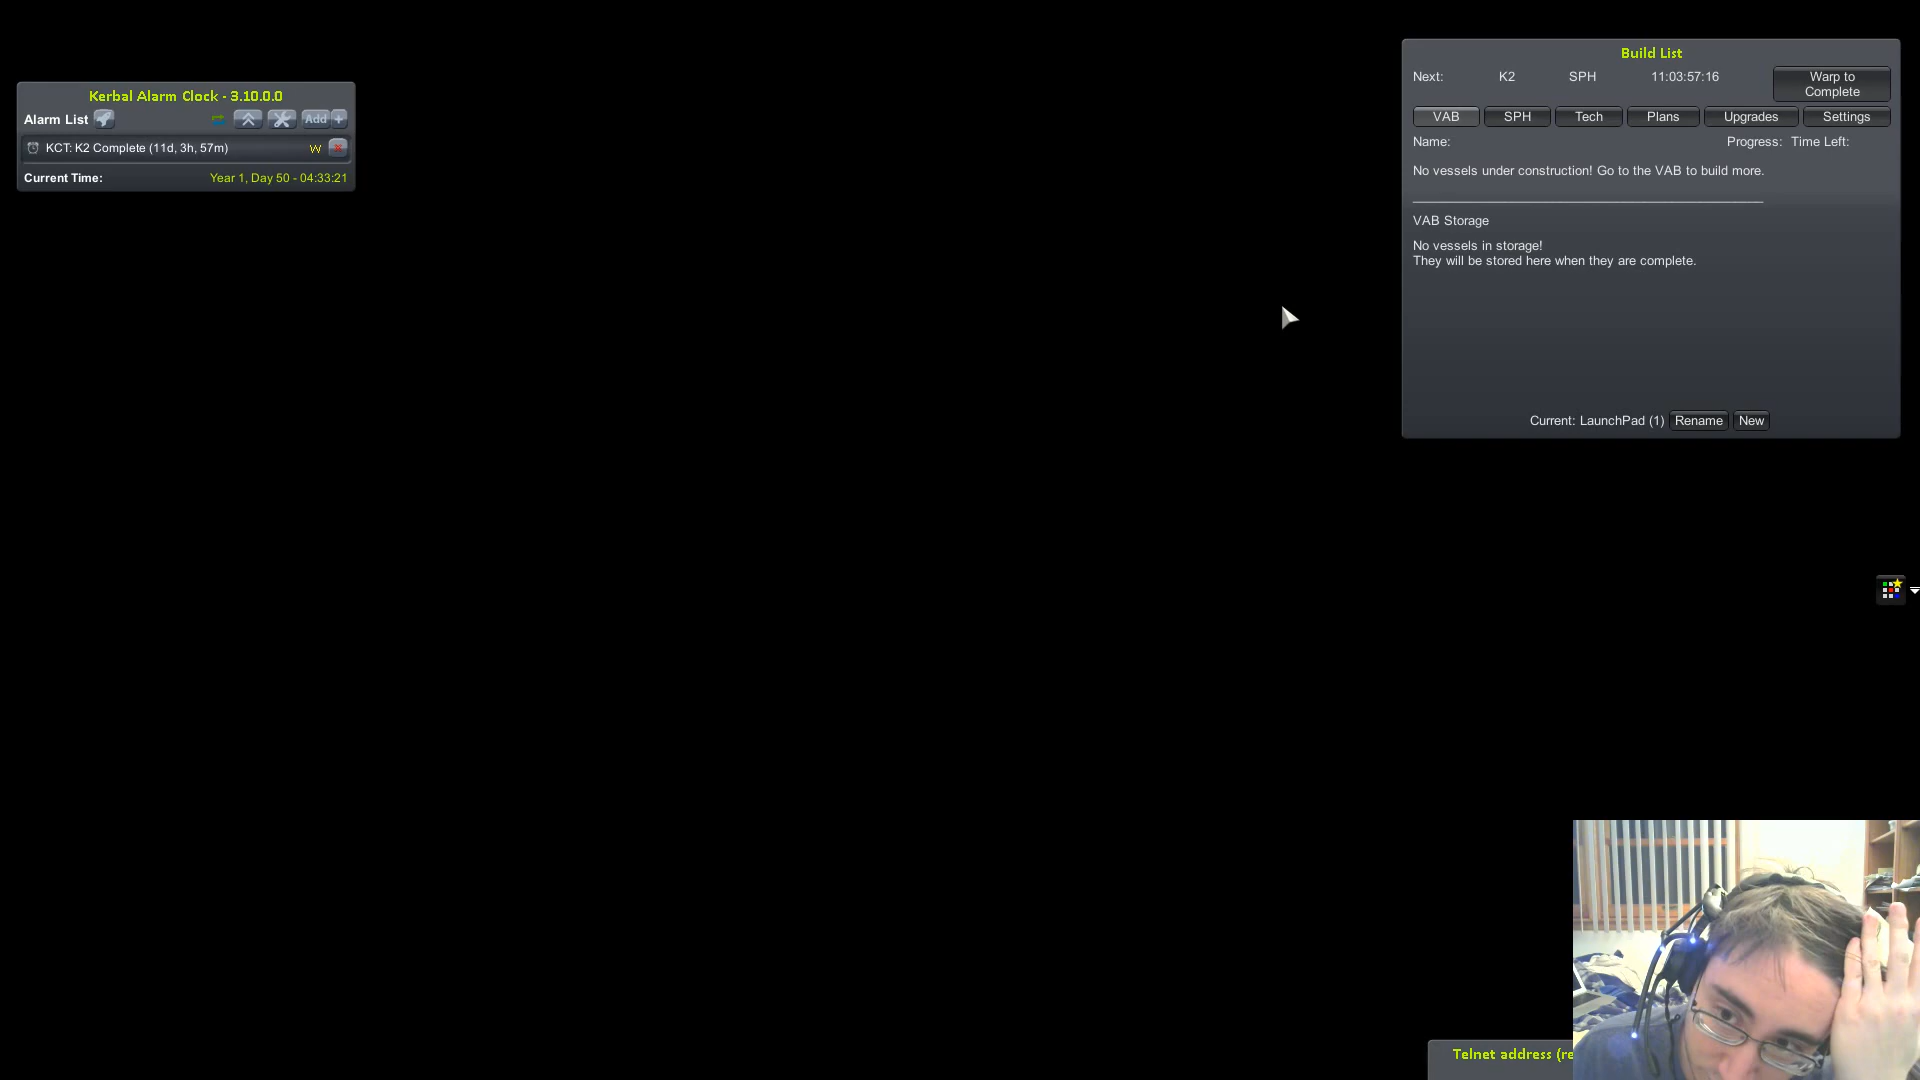 Kerbal Alarm Clock - 3.10.0.0
Alarm List Add +
KCT: K2 Complete (11d, 3h, 57m) W
Current Time: Year 1, Day 50 - 04:33:21
Build List
Next: K2 SPH 11:03:57:16 Warp to
Complete
VAB SPH Tech Plans Upgrades Settings
Name: Progress: Time Left:
No vessels under construction! Go to the VAB to build more.
VAB Storage
No vessels in storage!
They will be stored here when they are complete.
Current: LaunchPad (1) Rename New
Telnet address (re